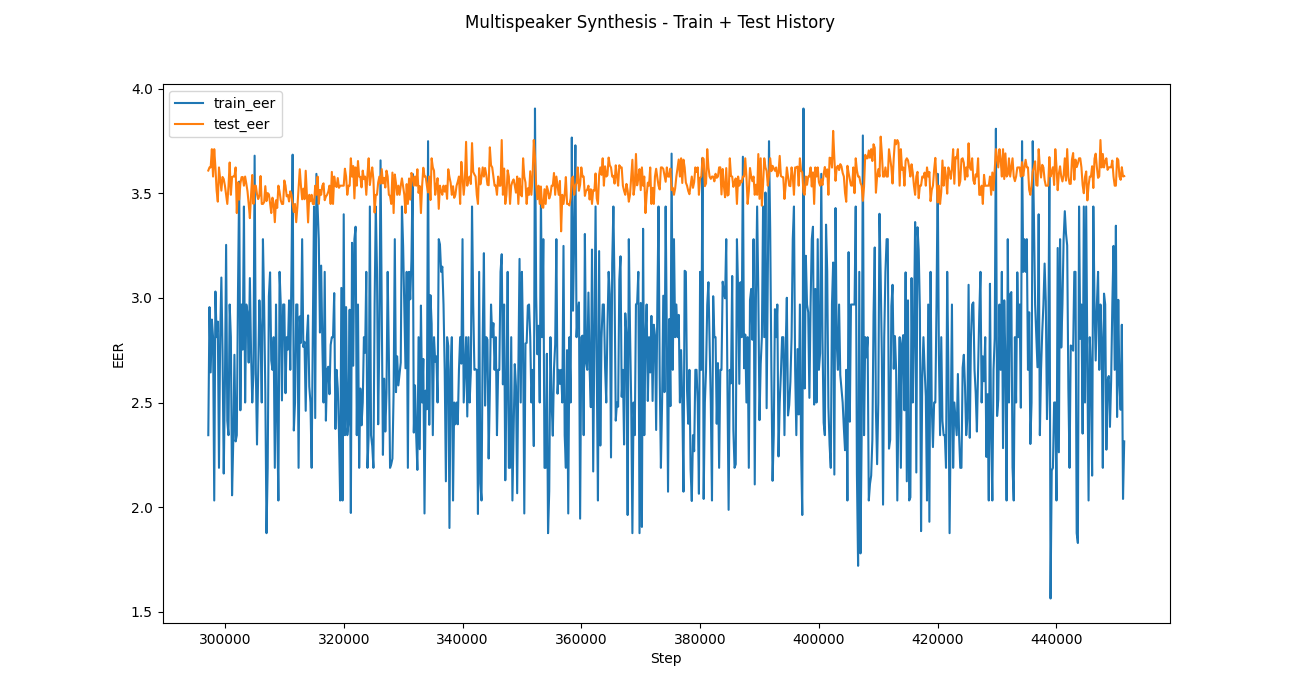 Multispeaker Synthesis - Train + Test History
train_eer
test_eer
4.0
3.5
3.0
2.5
2.0
1.5
EER
300000 320000 340000 360000 380000 400000 420000 440000
Step